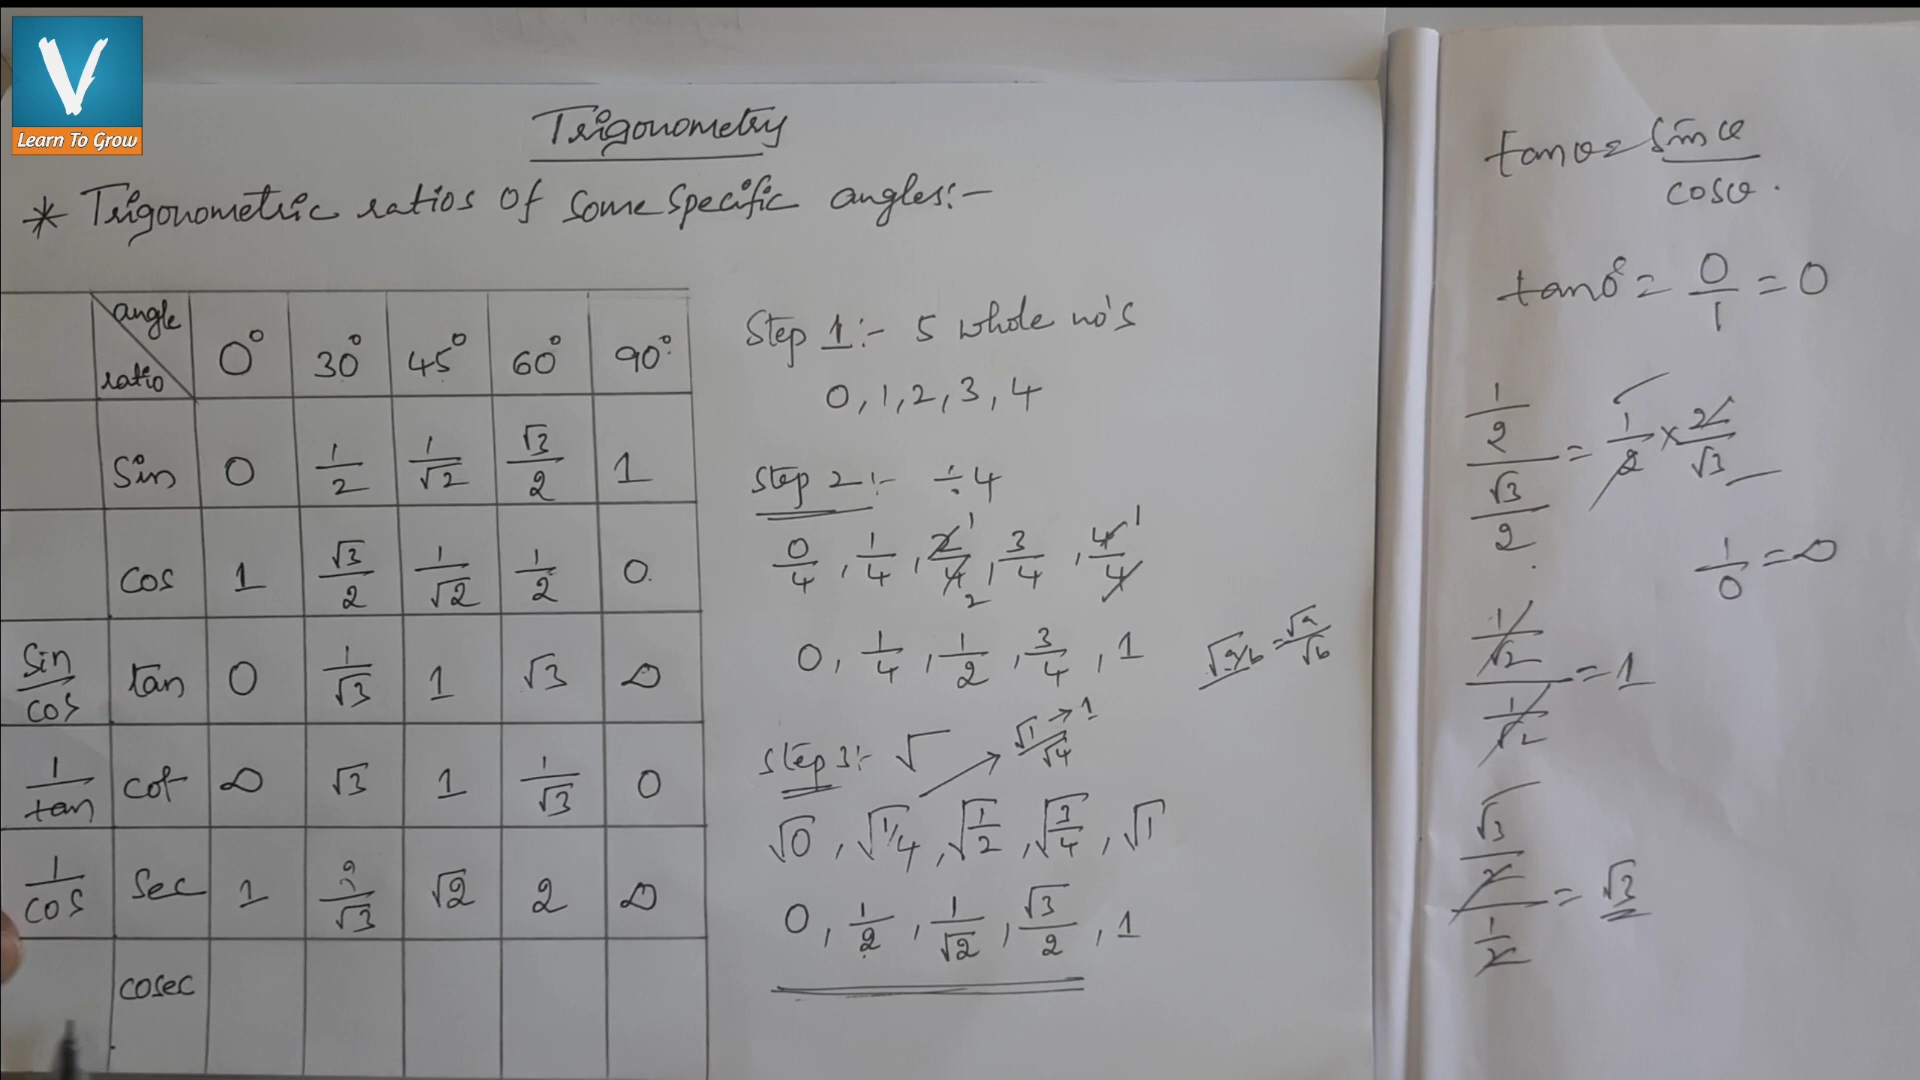 V
Learn To Grow
Trigonometry
* Trigonometric ratios of some specific angles:-
angle
ratio
0° 30° 45° 60° 90°
Sin 0 1/2 1/√2 √3/2 1
cos 1 √3/2 1/√2 1/2 0
Sin/cos tan 0 1/√3 1 √3 ∞
1/tan cot ∞ √3 1 1/√3 0
1/cos Sec 1 2/√3 √2 2 ∞
cosec
Step 1:- 5 whole no's
0, 1, 2, 3, 4
Step 2:- ÷4
0/4, 1/4, 2/4, 3/4, 4/4
1 2 1
0, 1/4, 1/2, 3/4, 1
√a/b = √a/√b
Step 3:- √
√1/√4 → 1
√0, √1/4, √1/2, √3/4, √1
0, 1/2, 1/√2, √3/2, 1
tanθ = Sinθ/cosθ.
tan0° = 0/1 = 0
1/2 / √3/2 = 1/2 × 2/√3
1/0 = ∞
1/√2 / 1/√2 = 1
√3/2 / 1/2 = √3